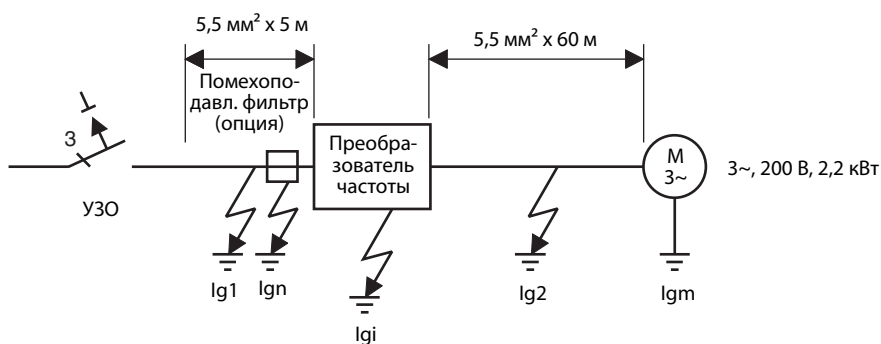 5,5 мм² x 5 м
5,5 мм² x 60 м
Помехопо-
давл. фильтр
(опция)
Преобра-
зователь
частоты
3
УЗО
М
3~
3~, 200 В, 2,2 кВт
Ig1
Ign
Igi
Ig2
Igm